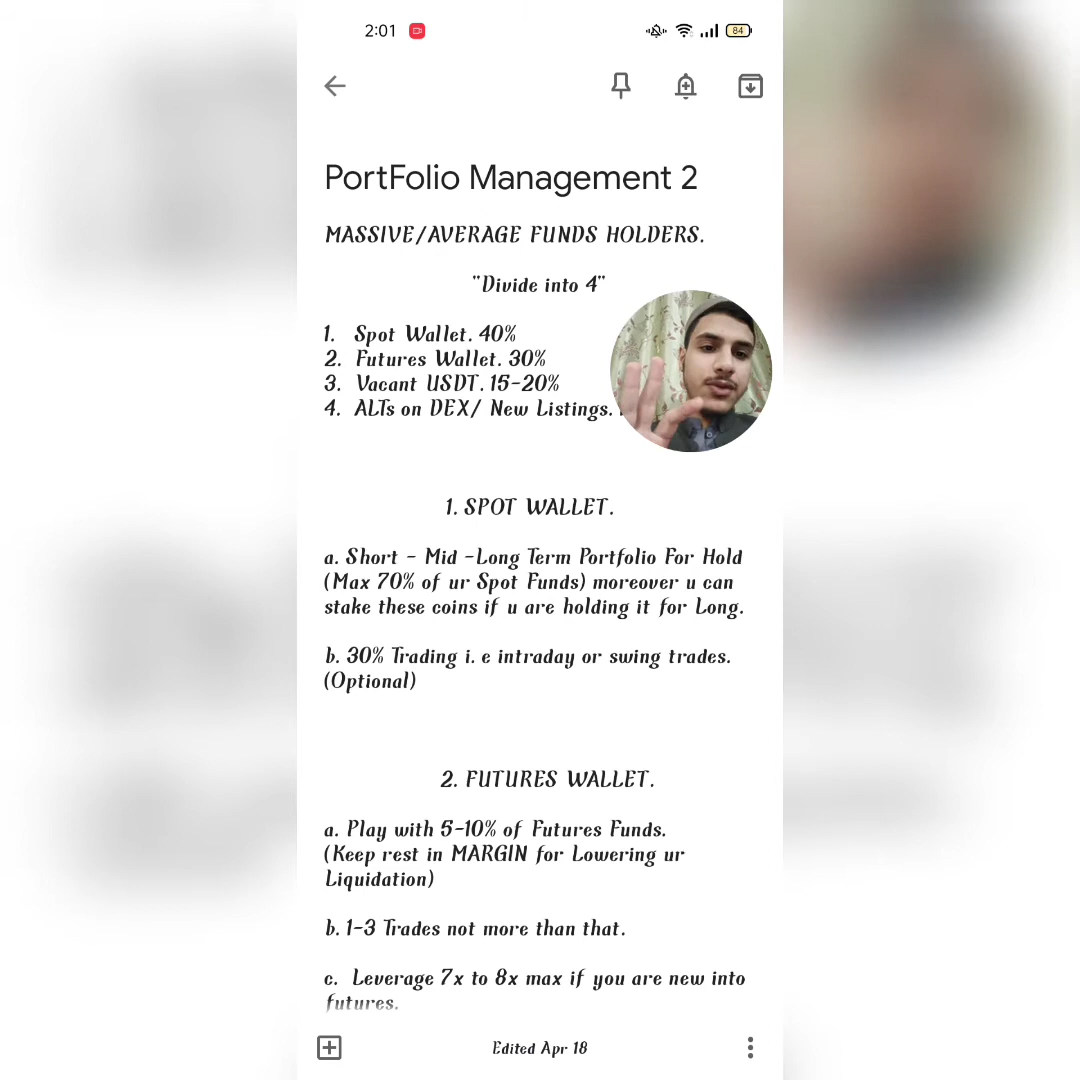 2:01
84
PortFolio Management 2
MASSIVE/AVERAGE FUNDS HOLDERS.
"Divide into 4"
1. Spot Wallet. 40%
2. Futures Wallet. 30%
3. Vacant USDT. 15-20%
4. ALTs on DEX/ New Listings.
1. SPOT WALLET.
a. Short - Mid -Long Term Portfolio For Hold
(Max 70% of ur Spot Funds) moreover u can
stake these coins if u are holding it for Long.
b. 30% Trading i. e intraday or swing trades.
(Optional)
2. FUTURES WALLET.
a. Play with 5-10% of Futures Funds.
(Keep rest in MARGIN for Lowering ur
Liquidation)
b. 1-3 Trades not more than that.
c. Leverage 7x to 8x max if you are new into
futures.
Edited Apr 18